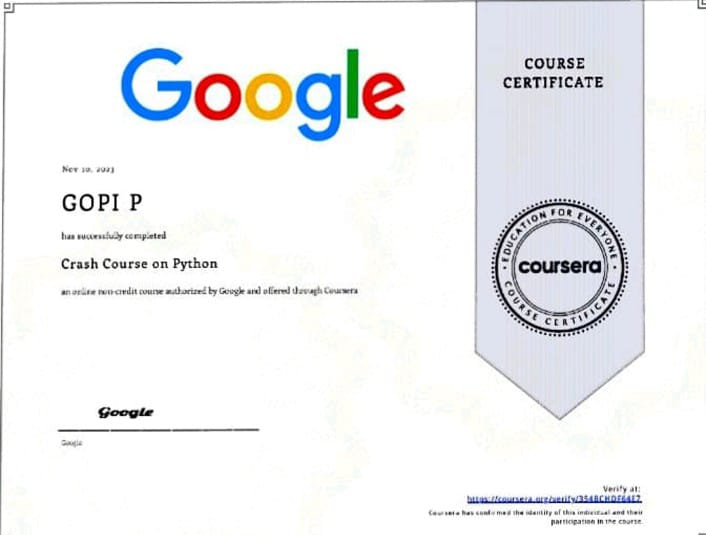 Google
COURSE
CERTIFICATE
Nov 10, 2023
GOPI P
has successfully completed
Crash Course on Python
an online non-credit course authorized by Google and offered through Coursera
EDUCATION FOR EVERYONE
coursera
COURSE CERTIFICATE
Google
Google
Verify at:
https://coursera.org/verify/
Coursera has confirmed the identity of this individual and their
participation in the course.